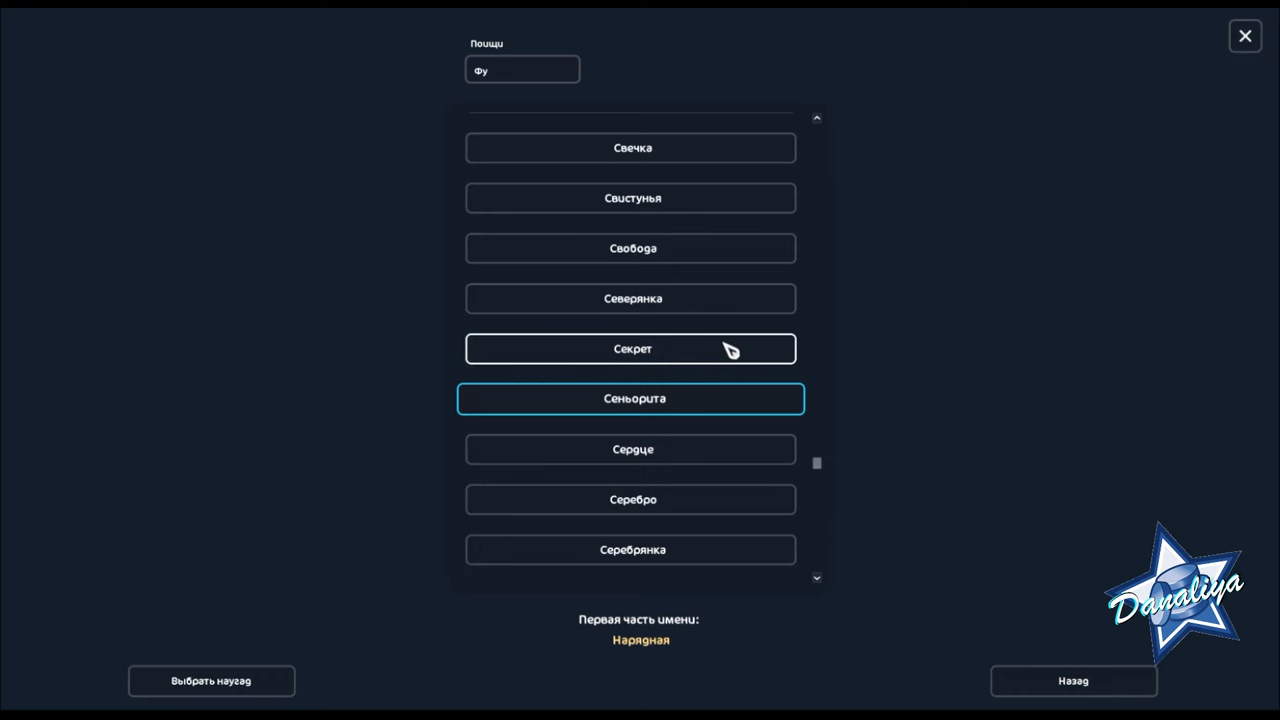 Поищи
Фу
Свечка
Свистунья
Свобода
Северянка
Секрет
Сеньорита
Сердце
Серебро
Серебрянка
Danaliya
Первая часть имени:
Нарядная
Выбрать наугад
Назад